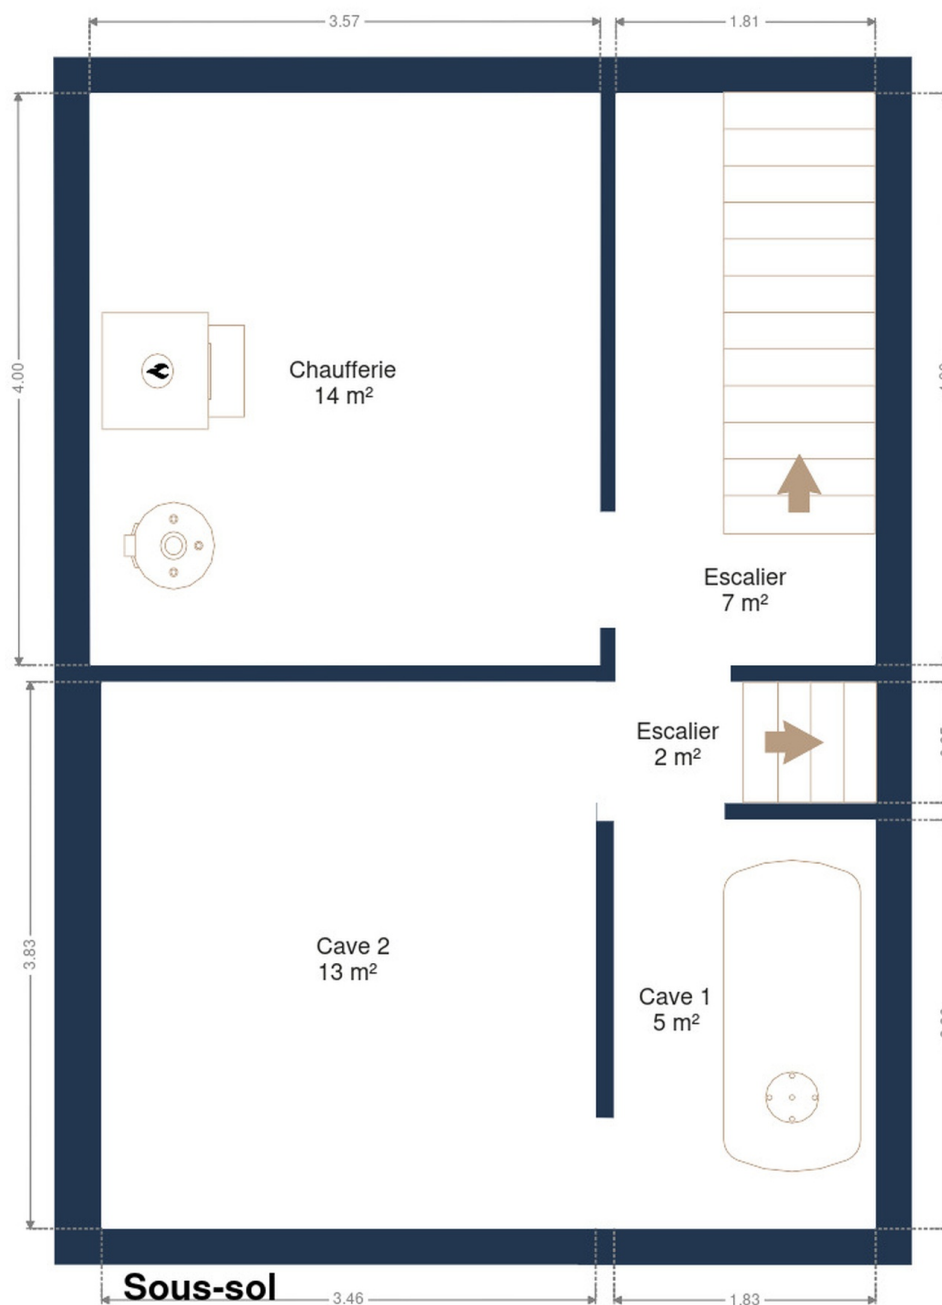 3.57
1.81
4.00
Chaufferie
14 m²
Escalier
7 m²
Escalier
2 m²
3.83
Cave 2
13 m²
Cave 1
5 m²
Sous-sol
3.46
1.83